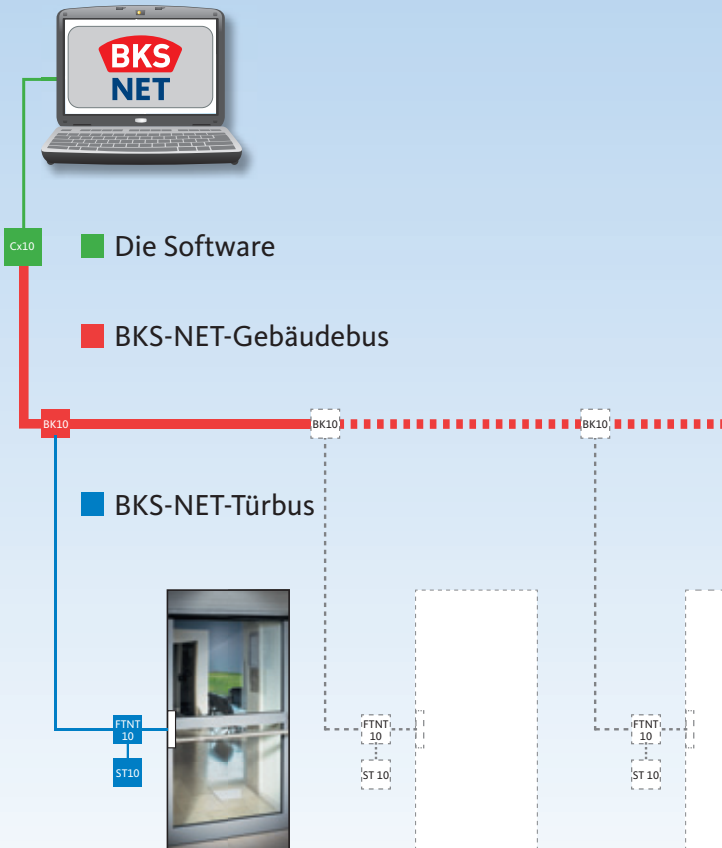 BKS
NET
Cx10
Die Software
BKS-NET-Gebäudebus
BK10
BK10
BK10
BKS-NET-Türbus
FTNT
10
ST10
FTNT
10
ST 10
FTNT
10
ST 10